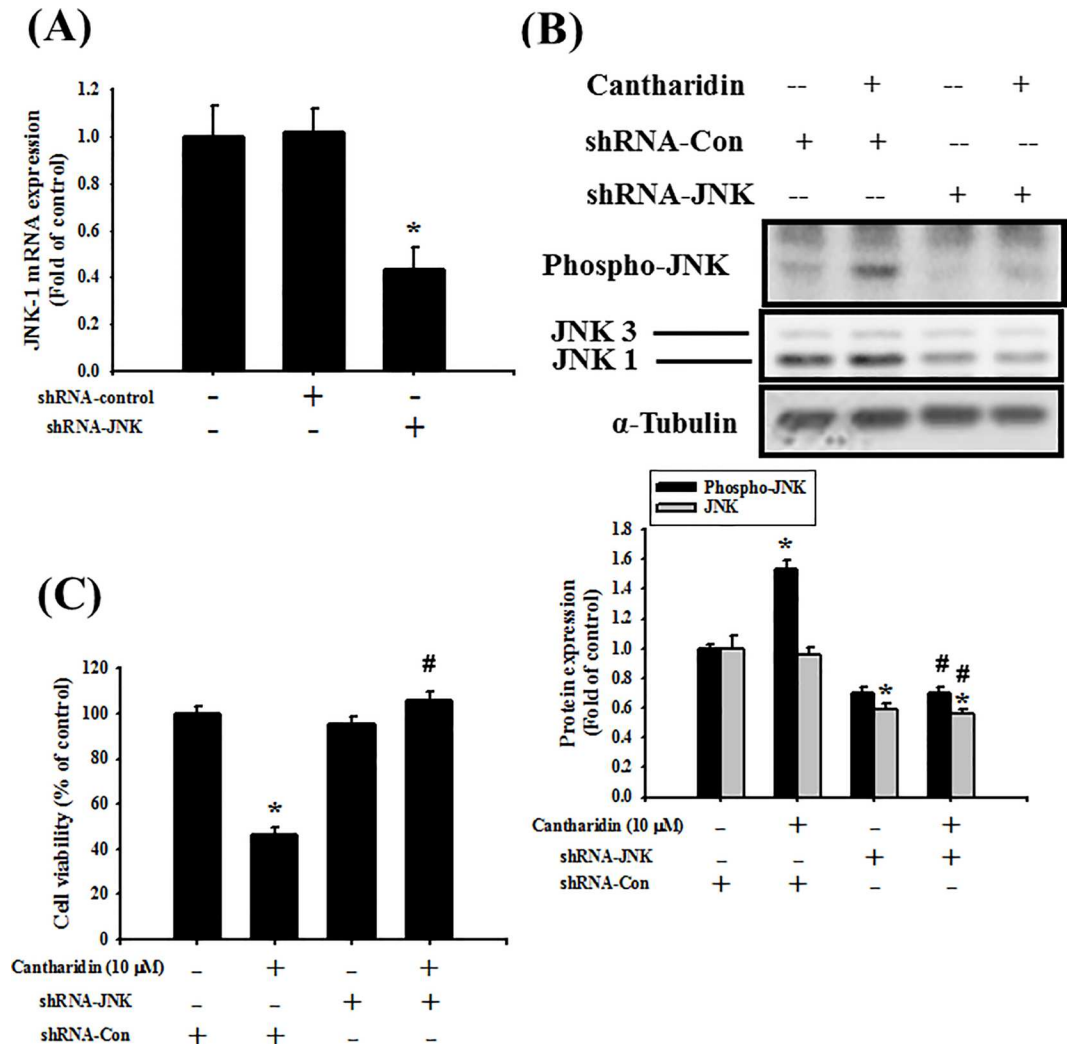 (A)
1.2
1.0
0.8
0.6
0.4
0.2
0.0
JNK-1 mRNA expression
(Fold of control)
*
shRNA-control - + -
shRNA-JNK - - +
(B)
Cantharidin -- + -- +
shRNA-Con + + -- --
shRNA-JNK -- -- + +
Phospho-JNK
JNK 3
JNK 1
α-Tubulin
Phospho-JNK
JNK
1.8
1.6
1.4
1.2
1.0
0.8
0.6
0.4
0.2
0.0
Protein expression
(Fold of control)
*
*
# #
*
Cantharidin (10 µM) - + - +
shRNA-JNK - - + +
shRNA-Con + + - -
(C)
120
100
80
60
40
20
0
Cell viability (% of control)
*
#
Cantharidin (10 µM) - + - +
shRNA-JNK - - + +
shRNA-Con + + - -